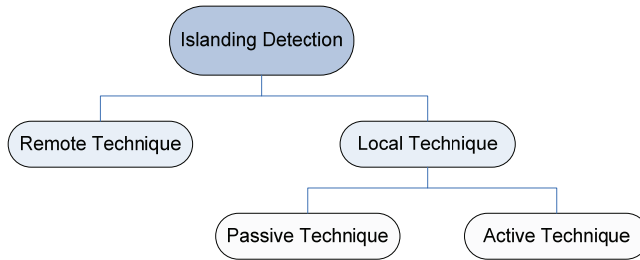 Islanding Detection
Remote Technique
Local Technique
Passive Technique
Active Technique